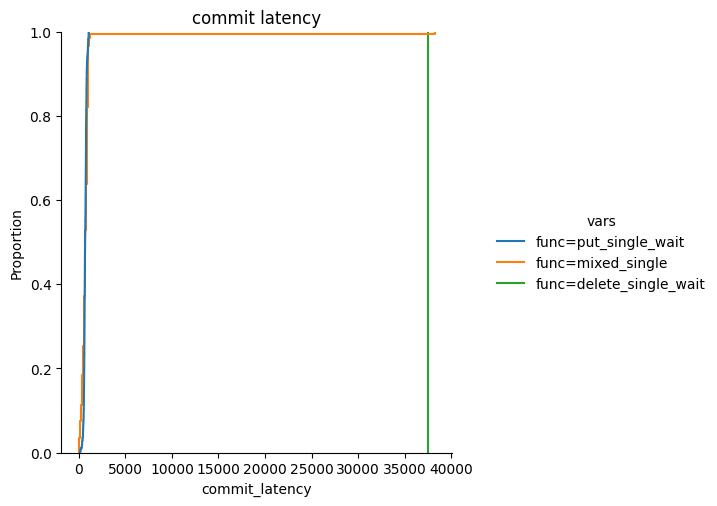 commit latency
1.0
0.8
0.6
0.4
0.2
0.0
Proportion
0 5000 10000 15000 20000 25000 30000 35000 40000
commit_latency
vars
func=put_single_wait
func=mixed_single
func=delete_single_wait